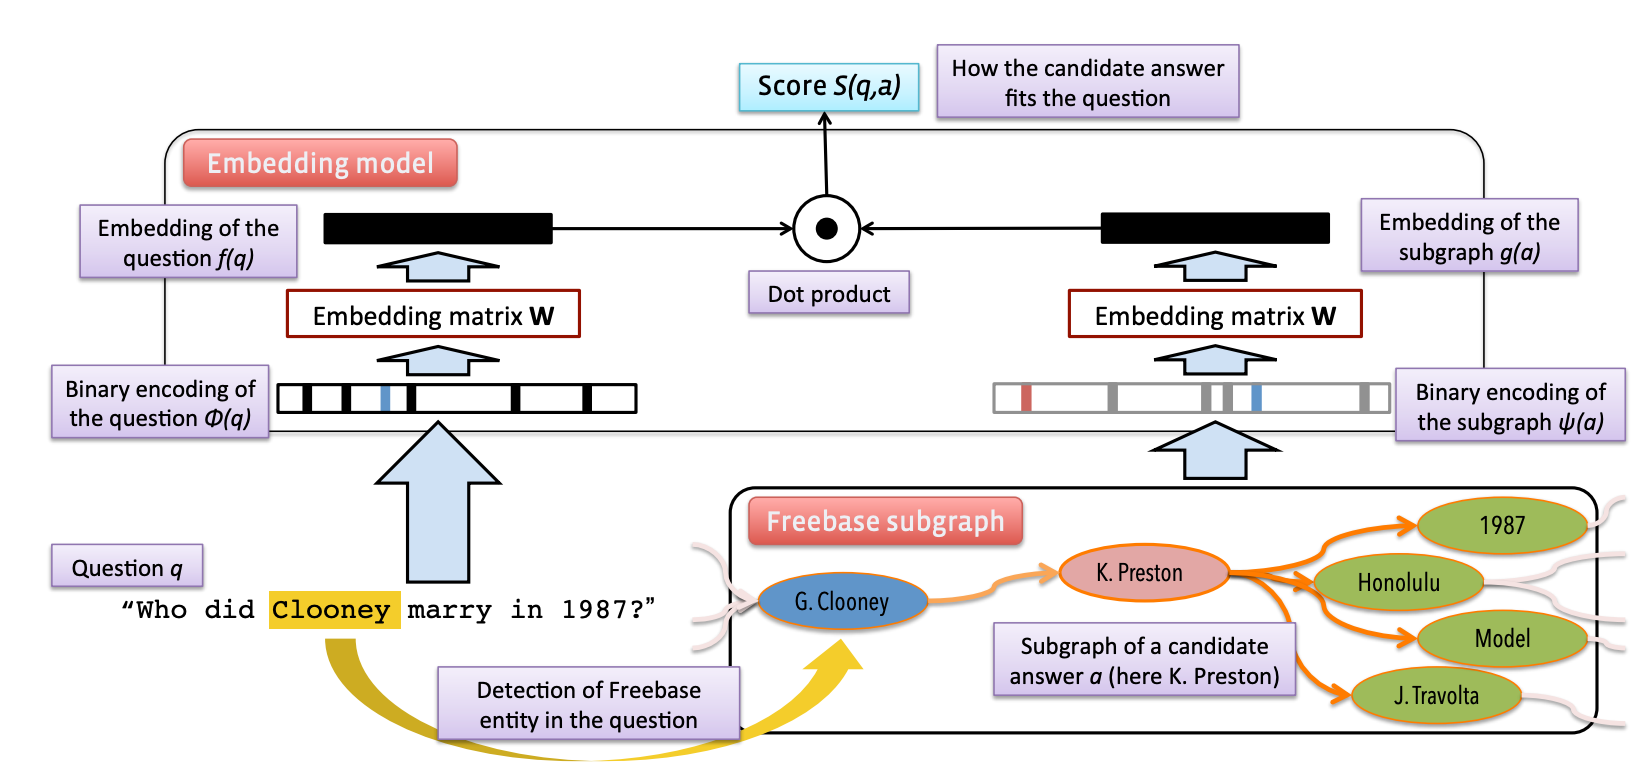 How the candidate answer
fits the question
Score S(q,a)
Embedding model
Embedding of the
question f(q)
Embedding of the
subgraph g(a)
Dot product
Embedding matrix W
Embedding matrix W
Binary encoding of
the question Φ(q)
Binary encoding of
the subgraph ψ(a)
Freebase subgraph
Question q
“Who did Clooney marry in 1987?”
G. Clooney
K. Preston
1987
Honolulu
Model
J. Travolta
Subgraph of a candidate
answer a (here K. Preston)
Detection of Freebase
entity in the question